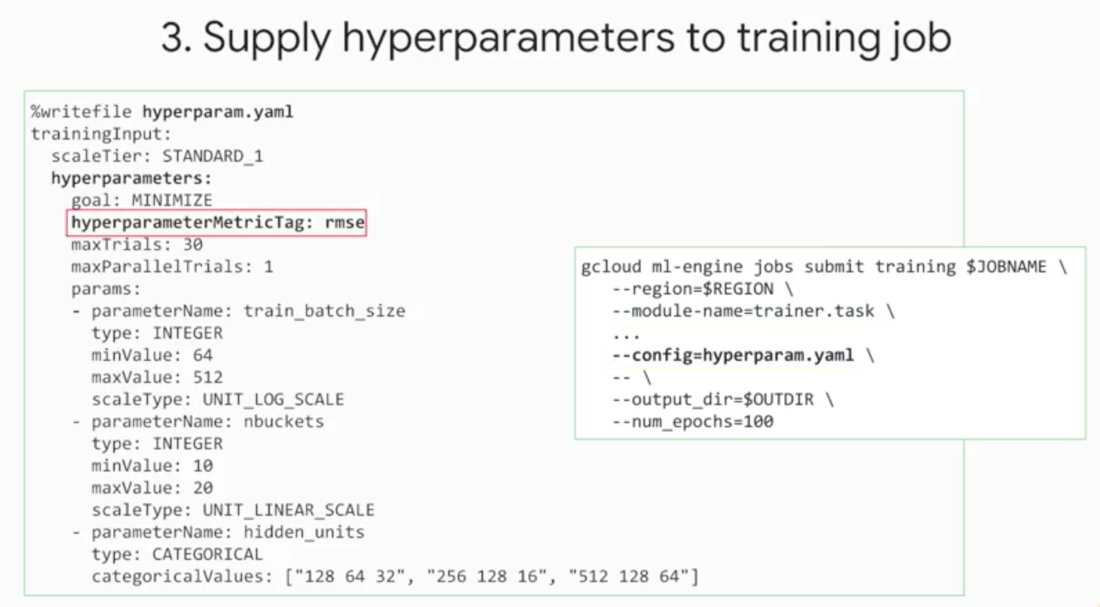 3. Supply hyperparameters to training job
%writefile hyperparam.yaml
trainingInput:
  scaleTier: STANDARD_1
  hyperparameters:
    goal: MINIMIZE
    hyperparameterMetricTag: rmse
    maxTrials: 30
    maxParallelTrials: 1
    params:
    - parameterName: train_batch_size
      type: INTEGER
      minValue: 64
      maxValue: 512
      scaleType: UNIT_LOG_SCALE
    - parameterName: nbuckets
      type: INTEGER
      minValue: 10
      maxValue: 20
      scaleType: UNIT_LINEAR_SCALE
    - parameterName: hidden_units
      type: CATEGORICAL
      categoricalValues: ["128 64 32", "256 128 16", "512 128 64"]
gcloud ml-engine jobs submit training $JOBNAME \
   --region=$REGION \
   --module-name=trainer.task \
   ...
   --config=hyperparam.yaml \
   -- \
   --output_dir=$OUTDIR \
   --num_epochs=100